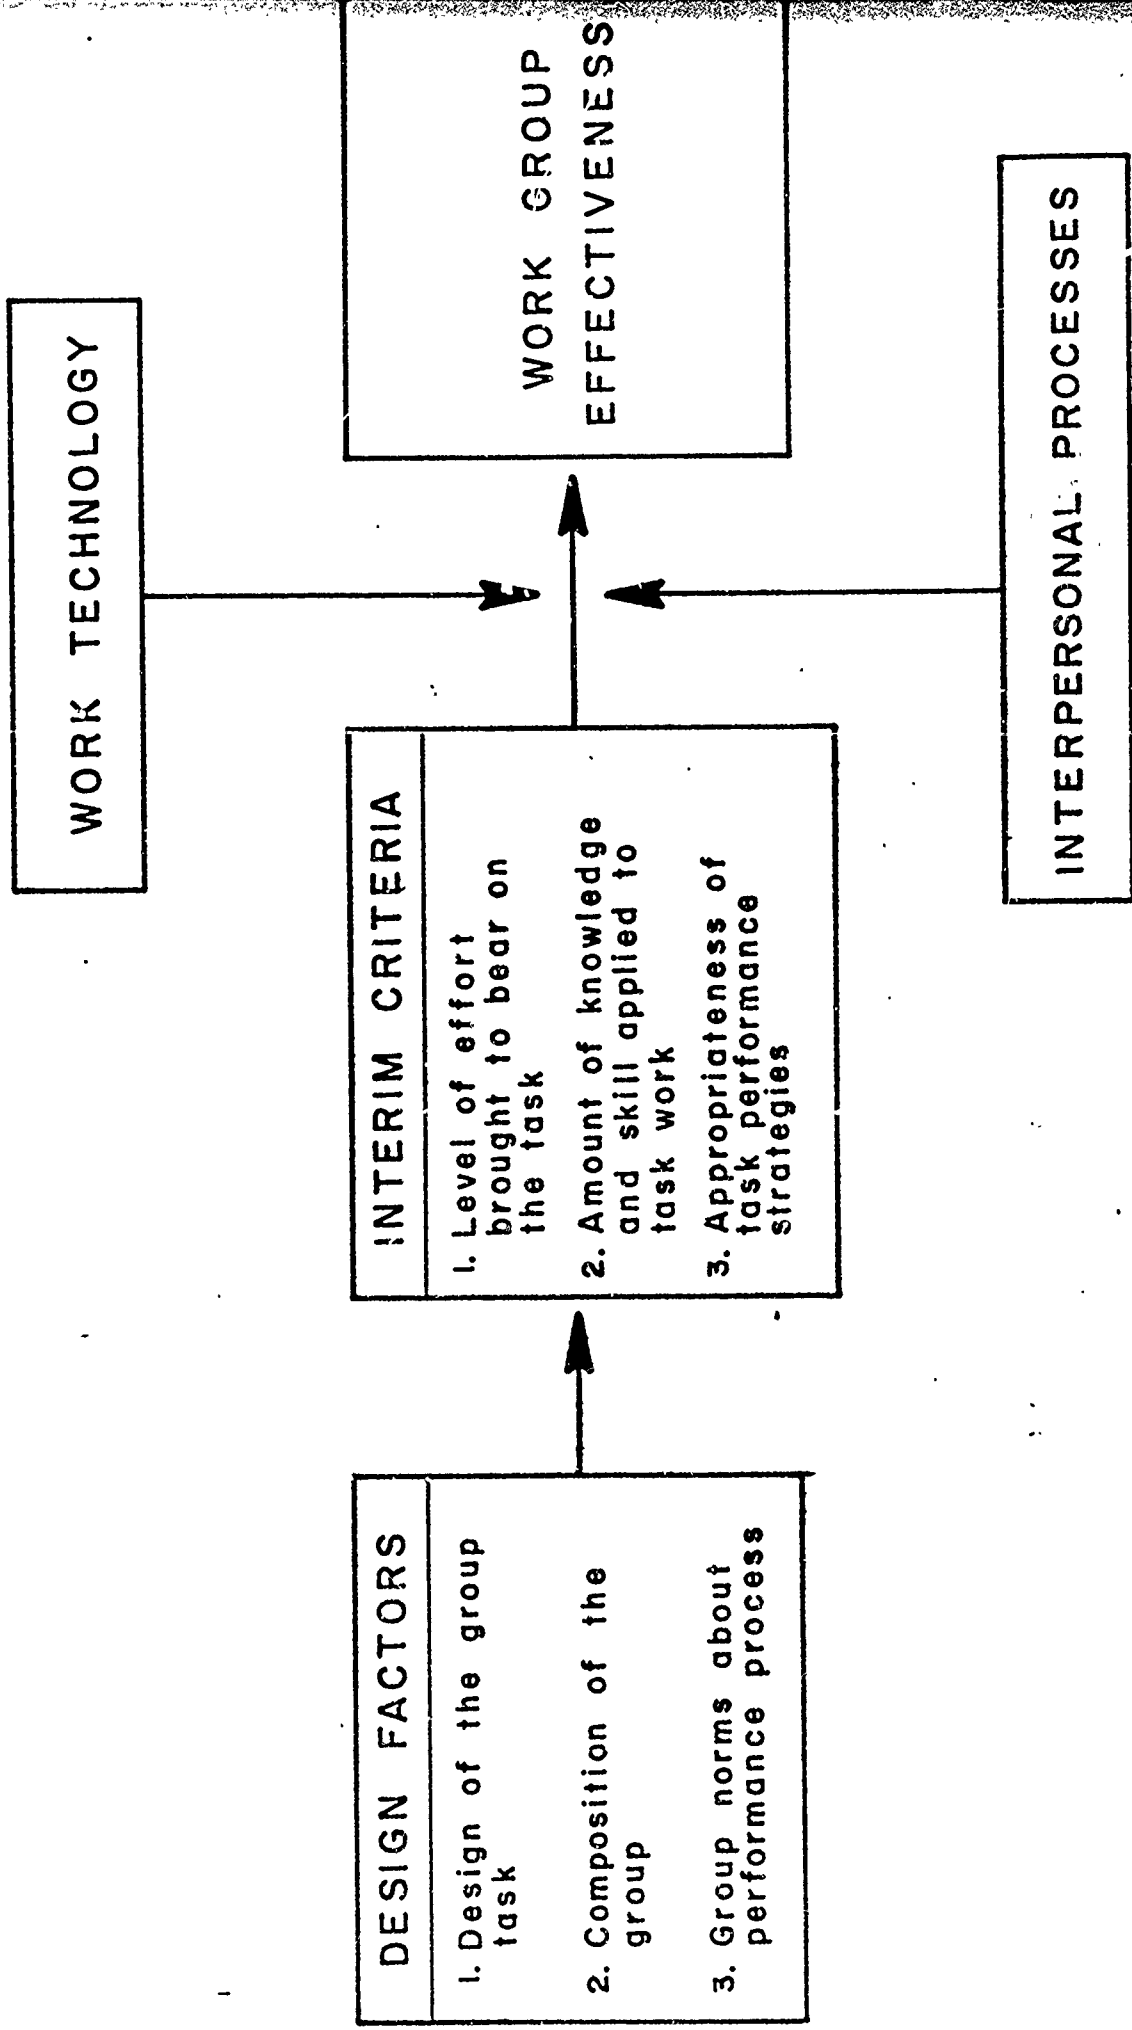 WORK TECHNOLOGY
DESIGN FACTORS
1. Design of the group
task
2. Composition of the
group
3. Group norms about
performance process
INTERIM CRITERIA
1. Level of effort
brought to bear on
the task
2. Amount of knowledge
and skill applied to
task work
3. Appropriateness of
task performance
strategies
WORK GROUP
EFFECTIVENESS
INTERPERSONAL PROCESSES